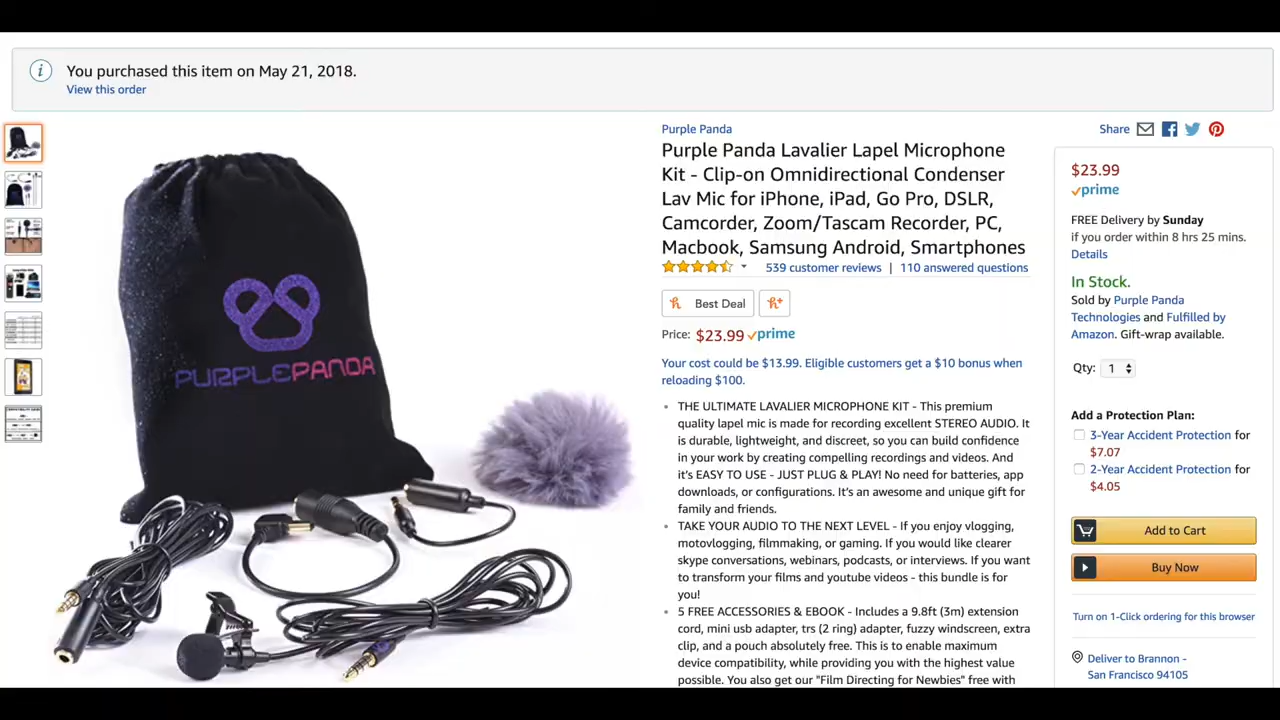 You purchased this item on May 21, 2018.
View this order
PURPLEPANDA
Purple Panda
Purple Panda Lavalier Lapel Microphone
Kit - Clip-on Omnidirectional Condenser
Lav Mic for iPhone, iPad, Go Pro, DSLR,
Camcorder, Zoom/Tascam Recorder, PC,
Macbook, Samsung Android, Smartphones
539 customer reviews | 110 answered questions
Best Deal
Price: $23.99 prime
Your cost could be $13.99. Eligible customers get a $10 bonus when
reloading $100.
• THE ULTIMATE LAVALIER MICROPHONE KIT - This premium
quality lapel mic is made for recording excellent STEREO AUDIO. It
is durable, lightweight, and discreet, so you can build confidence
in your work by creating compelling recordings and videos. And
it's EASY TO USE - JUST PLUG & PLAY! No need for batteries, app
downloads, or configurations. It's an awesome and unique gift for
family and friends.
• TAKE YOUR AUDIO TO THE NEXT LEVEL - If you enjoy vlogging,
motovlogging, filmmaking, or gaming. If you would like clearer
skype conversations, webinars, podcasts, or interviews. If you want
to transform your films and youtube videos - this bundle is for
you!
• 5 FREE ACCESSORIES & EBOOK - Includes a 9.8ft (3m) extension
cord, mini usb adapter, trs (2 ring) adapter, fuzzy windscreen, extra
clip, and a pouch absolutely free. This is to enable maximum
device compatibility, while providing you with the highest value
possible. You also get our "Film Directing for Newbies" free with
Share
$23.99
prime
FREE Delivery by Sunday
if you order within 8 hrs 25 mins.
Details
In Stock.
Sold by Purple Panda
Technologies and Fulfilled by
Amazon. Gift-wrap available.
Qty: 1
Add a Protection Plan:
3-Year Accident Protection for
$7.07
2-Year Accident Protection for
$4.05
Add to Cart
Buy Now
Turn on 1-Click ordering for this browser
Deliver to Brannon -
San Francisco 94105